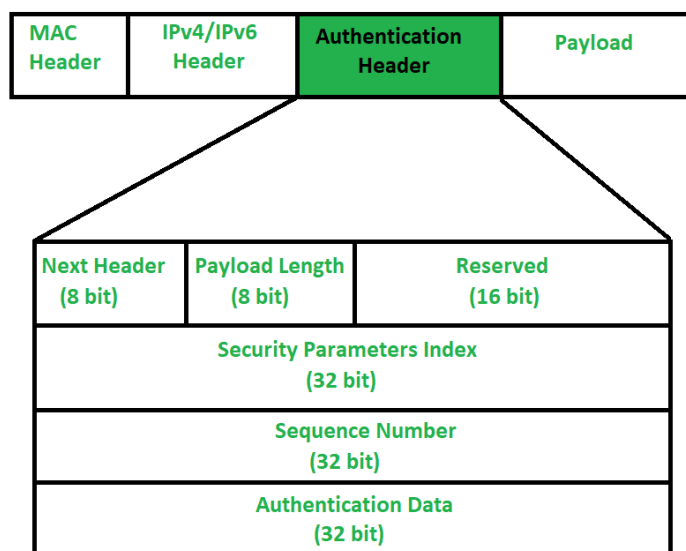 MAC
Header
IPv4/IPv6
Header
Authentication
Header
Payload
Next Header
(8 bit)
Payload Length
(8 bit)
Reserved
(16 bit)
Security Parameters Index
(32 bit)
Sequence Number
(32 bit)
Authentication Data
(32 bit)